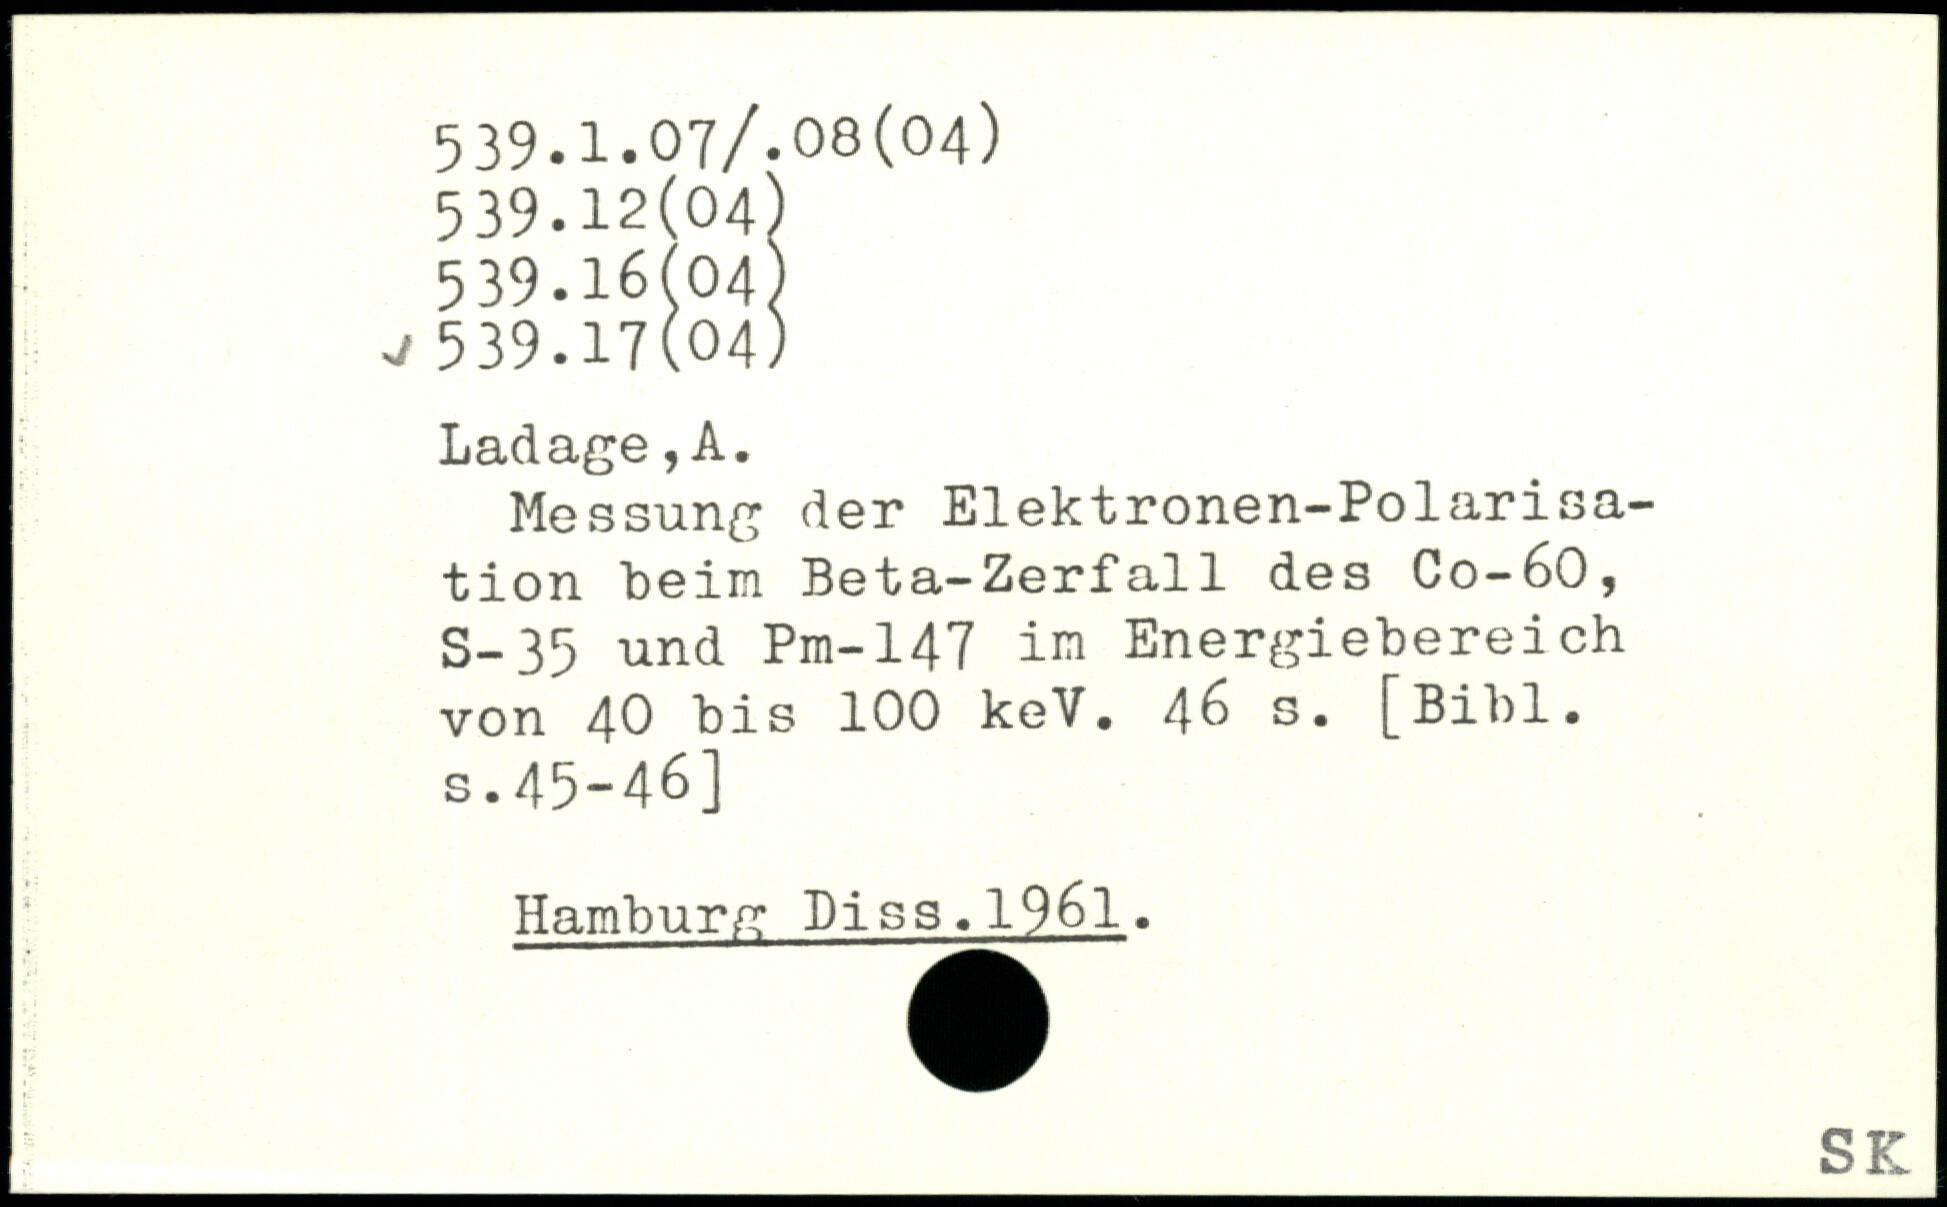 539.1.07/.08(04)
539.12(04)
539.16(04)
✓ 539.17(04)
Ladage,A.
Messung der Elektronen-Polarisa-
tion beim Beta-Zerfall des Co-60,
S-35 und Pm-147 im Energiebereich
von 40 bis 100 keV. 46 s. [Bibl.
s.45-46]
Hamburg Diss.1961.
SK